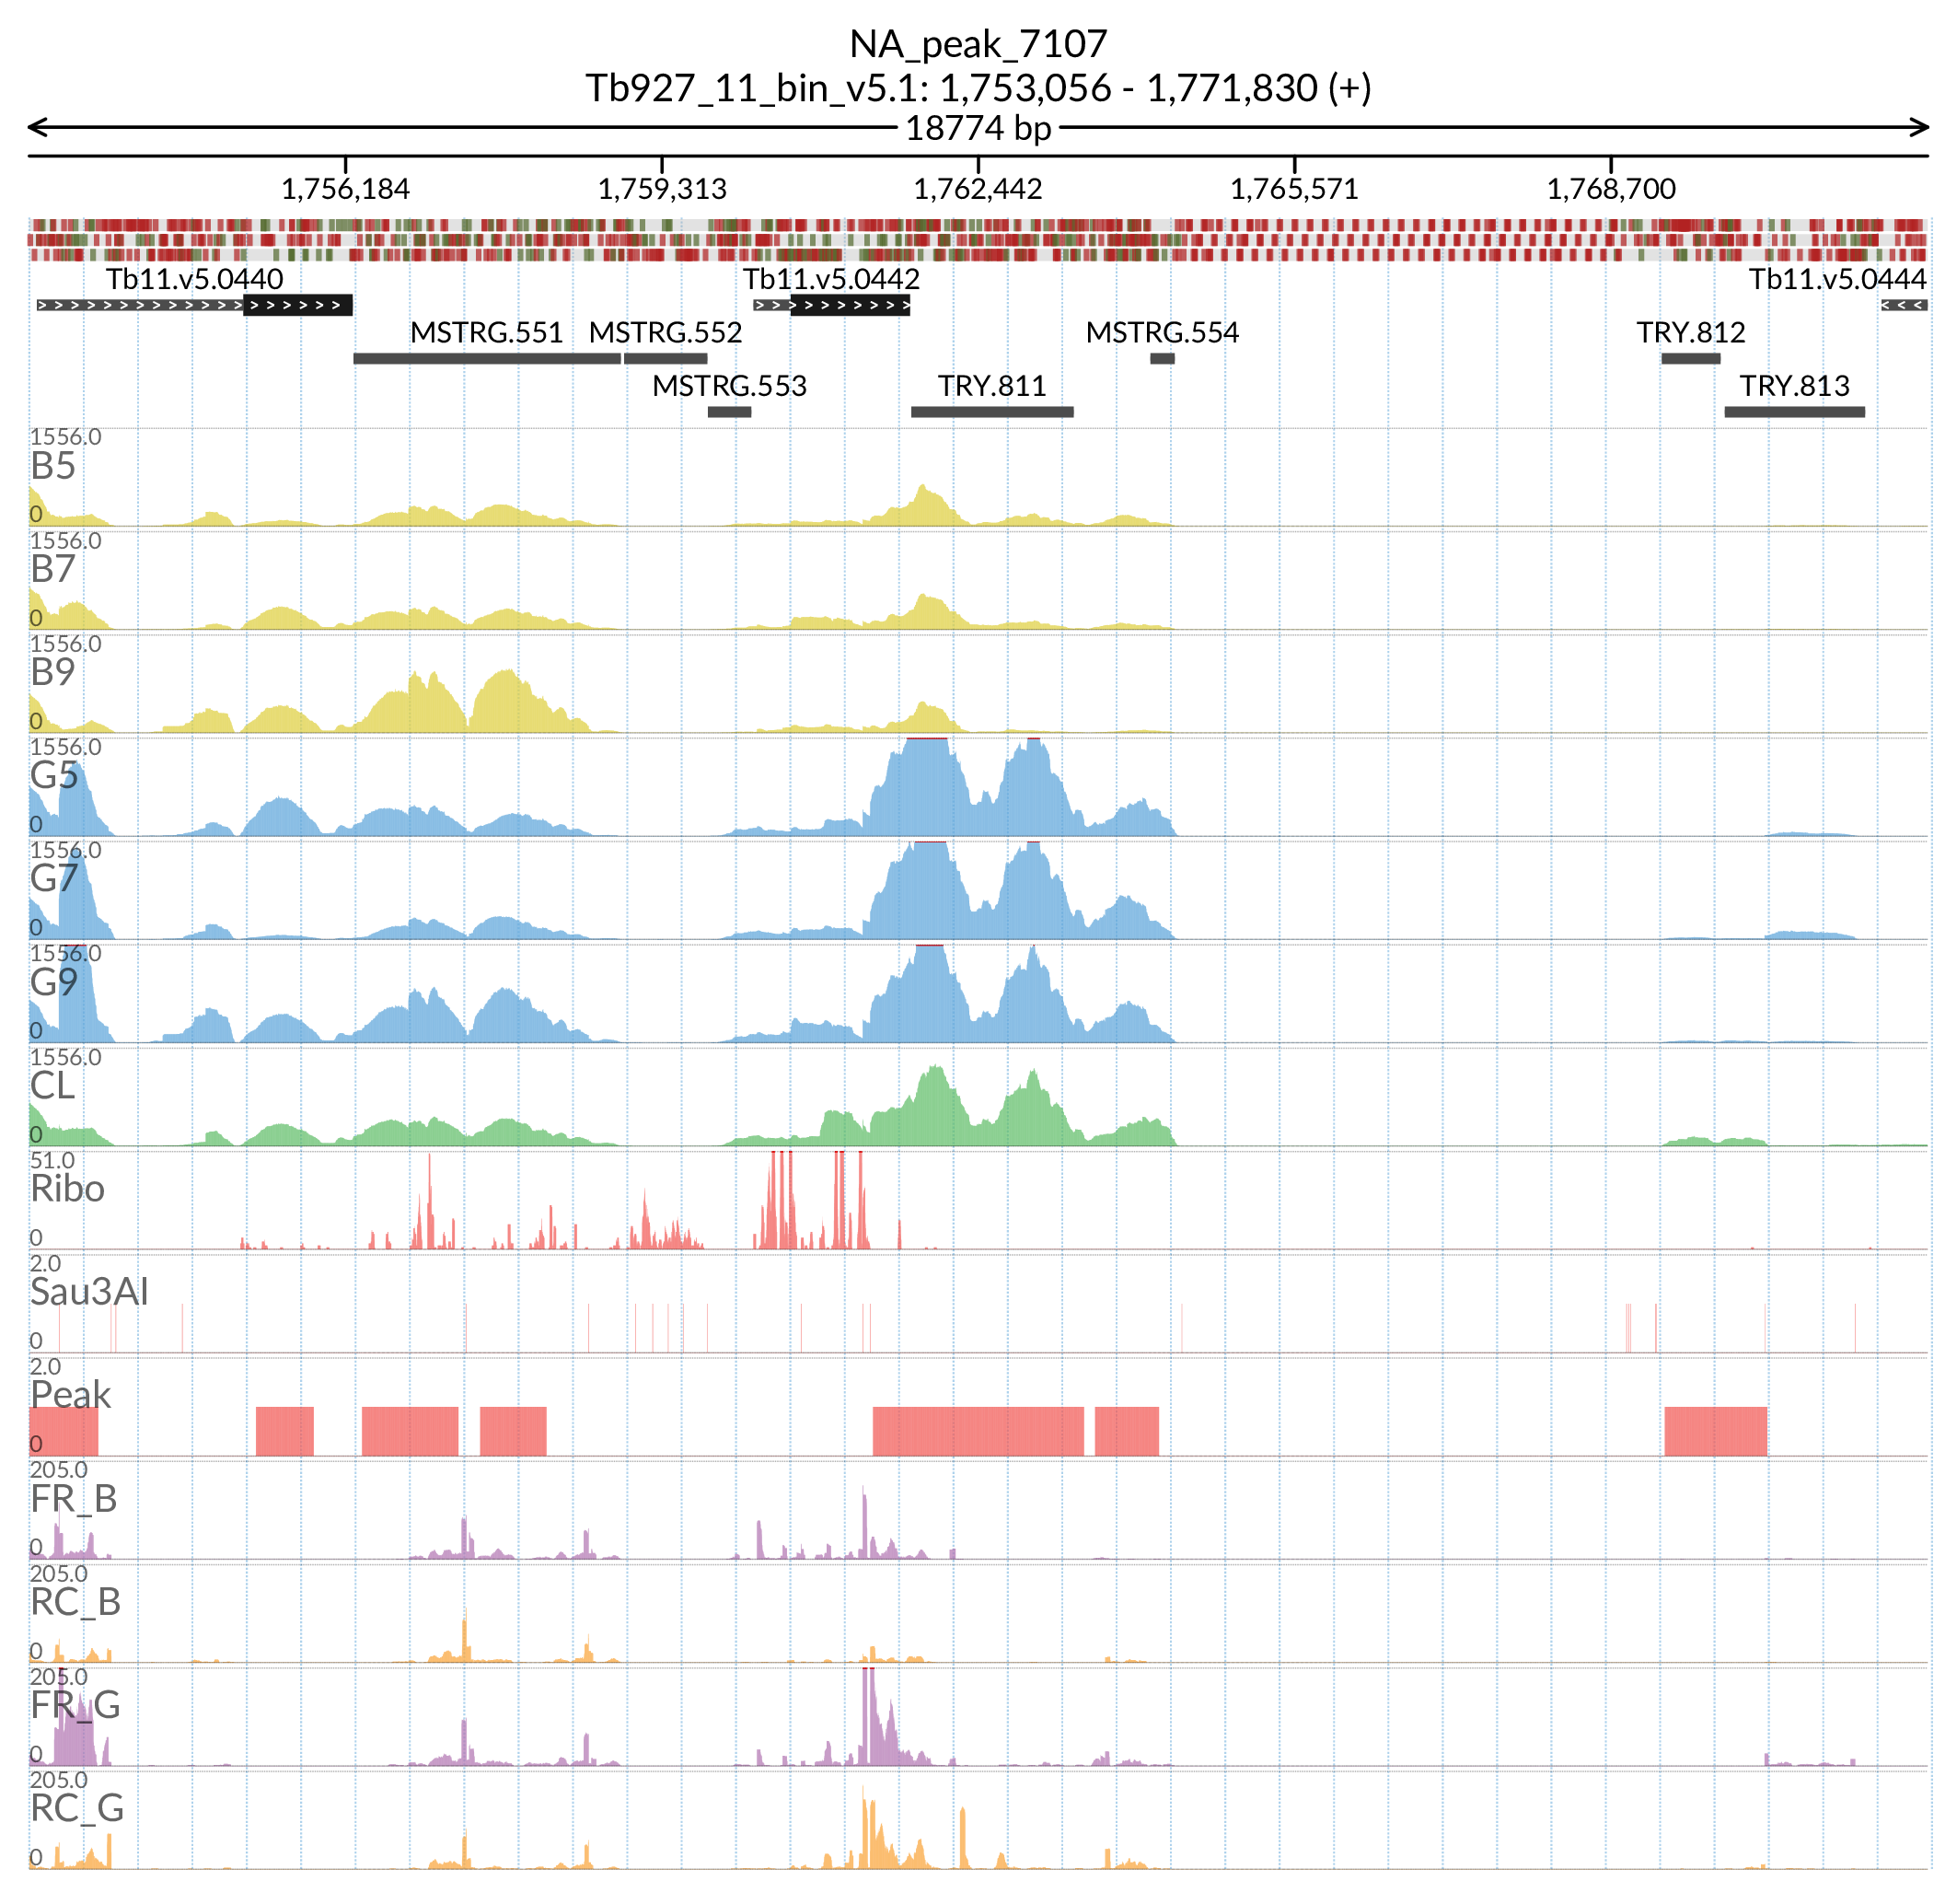 NA_peak_7107
Tb927_11_bin_v5.1: 1,753,056 - 1,771,830 (+)
18774 bp
1,756,184 1,759,313 1,762,442 1,765,571 1,768,700
Tb11.v5.0440 Tb11.v5.0442 Tb11.v5.0444
MSTRG.551 MSTRG.552 MSTRG.554 TRY.812
MSTRG.553 TRY.811 TRY.813
1556.0
B5
0
1556.0
B7
0
1556.0
B9
0
1556.0
G5
0
1556.0
G7
0
1556.0
G9
0
1556.0
CL
0
51.0
Ribo
0
2.0
Sau3AI
0
2.0
Peak
0
205.0
FR_B
0
205.0
RC_B
0
205.0
FR_G
0
205.0
RC_G
0